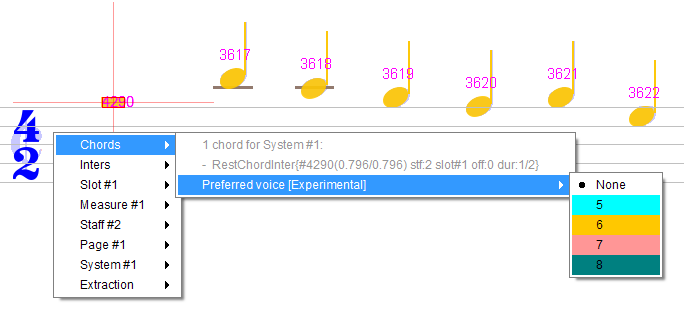 3617
3618
3619
3620
3621
3622
4290
4
2
Chords
Inters
Slot #1
Measure #1
Staff #2
Page #1
System #1
Extraction
1 chord for System #1:
- RestChordInter{#4290(0.796/0.796) stf:2 slot#1 off:0 dur:1/2}
Preferred voice [Experimental]
None
5
6
7
8